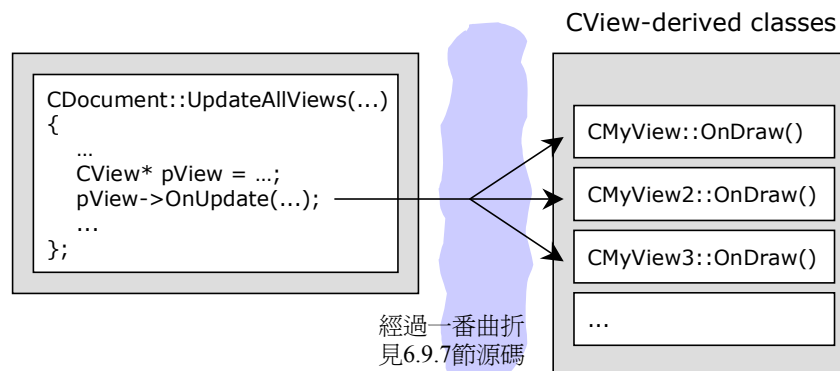 CView-derived classes
CDocument::UpdateAllViews(...)
{
…
CView* pView = …;
pView->OnUpdate(...);
...
};
CMyView::OnDraw()
CMyView2::OnDraw()
CMyView3::OnDraw()
...
經過一番曲折
見6.9.7節源碼